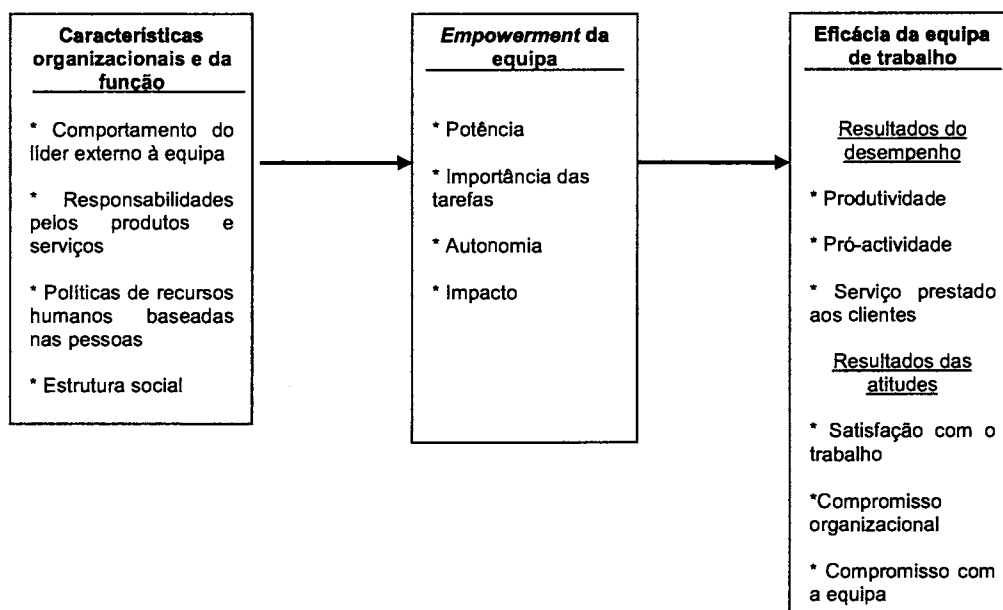 Características
organizacionais e da
função
* Comportamento do
líder externo à equipa
* Responsabilidades
pelos produtos e
serviços
* Políticas de recursos
humanos baseadas
nas pessoas
* Estrutura social
Empowerment da
equipa
* Potência
* Importância das
tarefas
* Autonomia
* Impacto
Eficácia da equipa
de trabalho
Resultados do
desempenho
* Produtividade
* Pró-actividade
* Serviço prestado
aos clientes
Resultados das
atitudes
* Satisfação com o
trabalho
*Compromisso
organizacional
* Compromisso com
a equipa